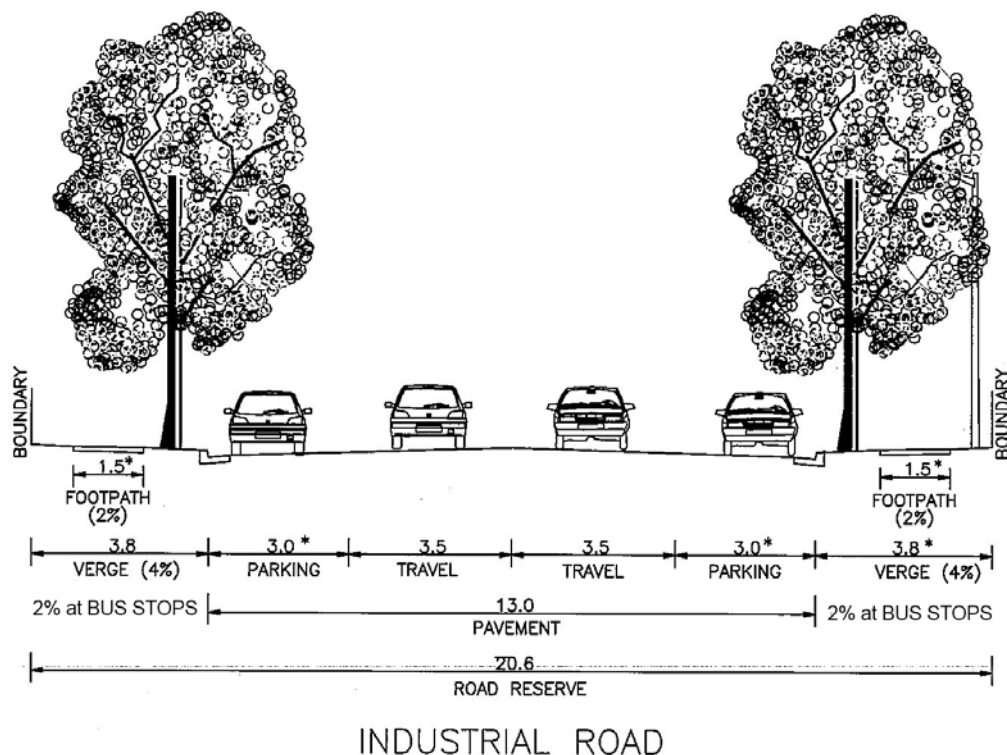 BOUNDARY
BOUNDARY
1.5* 1.5*
FOOTPATH FOOTPATH
(2%) (2%)
3.8 3.0* 3.5 3.5 3.0* 3.8*
VERGE (4%) PARKING TRAVEL TRAVEL PARKING VERGE (4%)
2% at BUS STOPS 13.0 2% at BUS STOPS
PAVEMENT
20.6
ROAD RESERVE
INDUSTRIAL ROAD